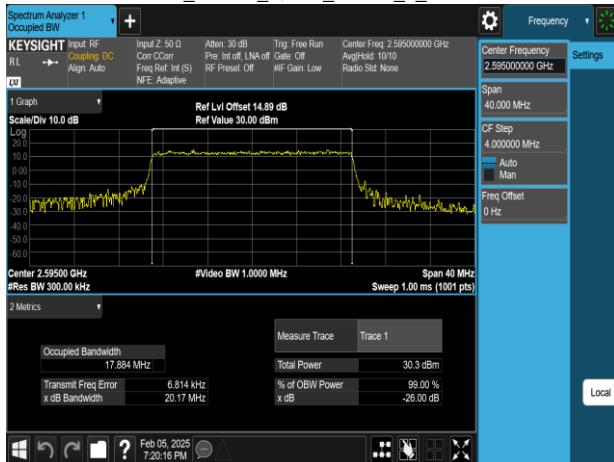 Spectrum Analyzer 1
Occupied BW
+
Frequency
KEYSIGHT
RL
LXI
Input: RF
Coupling: DC
Align: Auto
Input Z: 50 Ω
Corr CCorr
Freq Ref: Int (S)
NFE: Adaptive
Atten: 30 dB
Pre: Int off, LNA off
RF Presel: Off
Trig: Free Run
Gate: Off
#IF Gain: Low
Center Freq: 2.595000000 GHz
Avg|Hold: 10/10
Radio Std: None
Center Frequency
2.595000000 GHz
Settings
Span
40.000 MHz
CF Step
4.000000 MHz
Auto
Man
Freq Offset
0 Hz
Local
1 Graph
Scale/Div 10.0 dB
Ref Lvl Offset 14.89 dB
Ref Value 30.00 dBm
Log
20.0
10.0
0.00
-10.0
-20.0
-30.0
-40.0
-50.0
-60.0
Center 2.59500 GHz
#Video BW 1.0000 MHz
Span 40 MHz
#Res BW 300.00 kHz
Sweep 1.00 ms (1001 pts)
2 Metrics
Measure Trace Trace 1
Occupied Bandwidth
17.884 MHz
Total Power 30.3 dBm
Transmit Freq Error 6.814 kHz
% of OBW Power 99.00 %
x dB Bandwidth 20.17 MHz
x dB -26.00 dB
?
Feb 05, 2025
7:20:16 PM